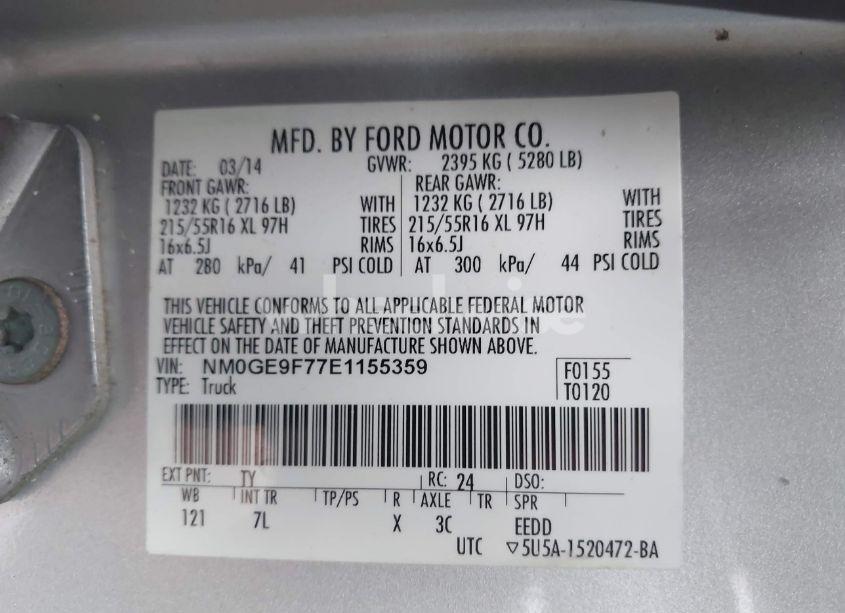 MFD. BY FORD MOTOR CO.
DATE: 03/14 GVWR: 2395 KG ( 5280 LB)
FRONT GAWR: REAR GAWR:
1232 KG ( 2716 LB) WITH 1232 KG ( 2716 LB) WITH
215/55R16 XL 97H TIRES 215/55R16 XL 97H TIRES
16x6.5J RIMS 16x6.5J RIMS
AT 280 kPa/ 41 PSI COLD AT 300 kPa/ 44 PSI COLD
THIS VEHICLE CONFORMS TO ALL APPLICABLE FEDERAL MOTOR
VEHICLE SAFETY AND THEFT PREVENTION STANDARDS IN
EFFECT ON THE DATE OF MANUFACTURE SHOWN ABOVE.
VIN: NM0GE9F77E1155359 F0155
TYPE: Truck T0120
EXT PNT: TY RC: 24 DSO:
WB INT TR TP/PS R AXLE TR SPR
121 7L X 3C EEDD
UTC ▽5U5A-1520472-BA